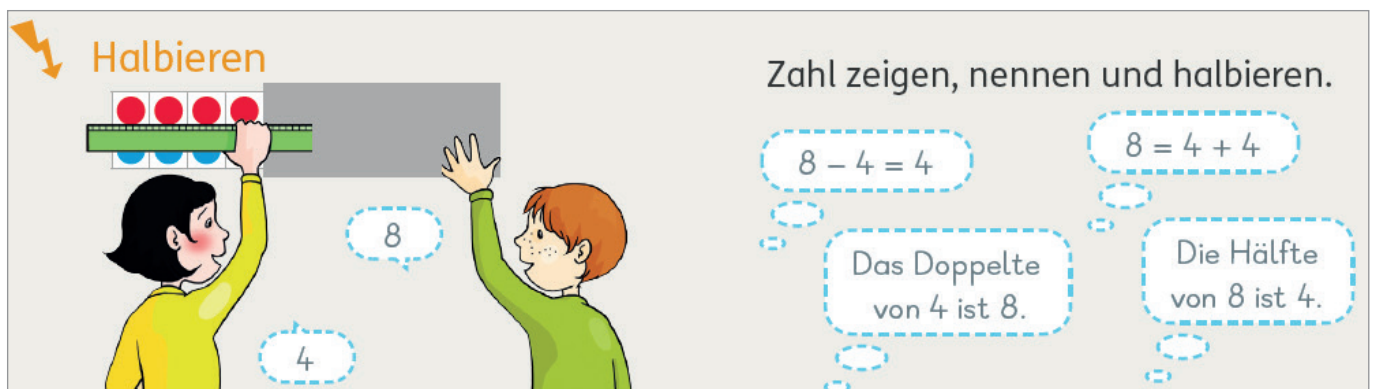 Halbieren
Zahl zeigen, nennen und halbieren.
8 – 4 = 4
8 = 4 + 4
8
Das Doppelte
von 4 ist 8.
Die Hälfte
von 8 ist 4.
4